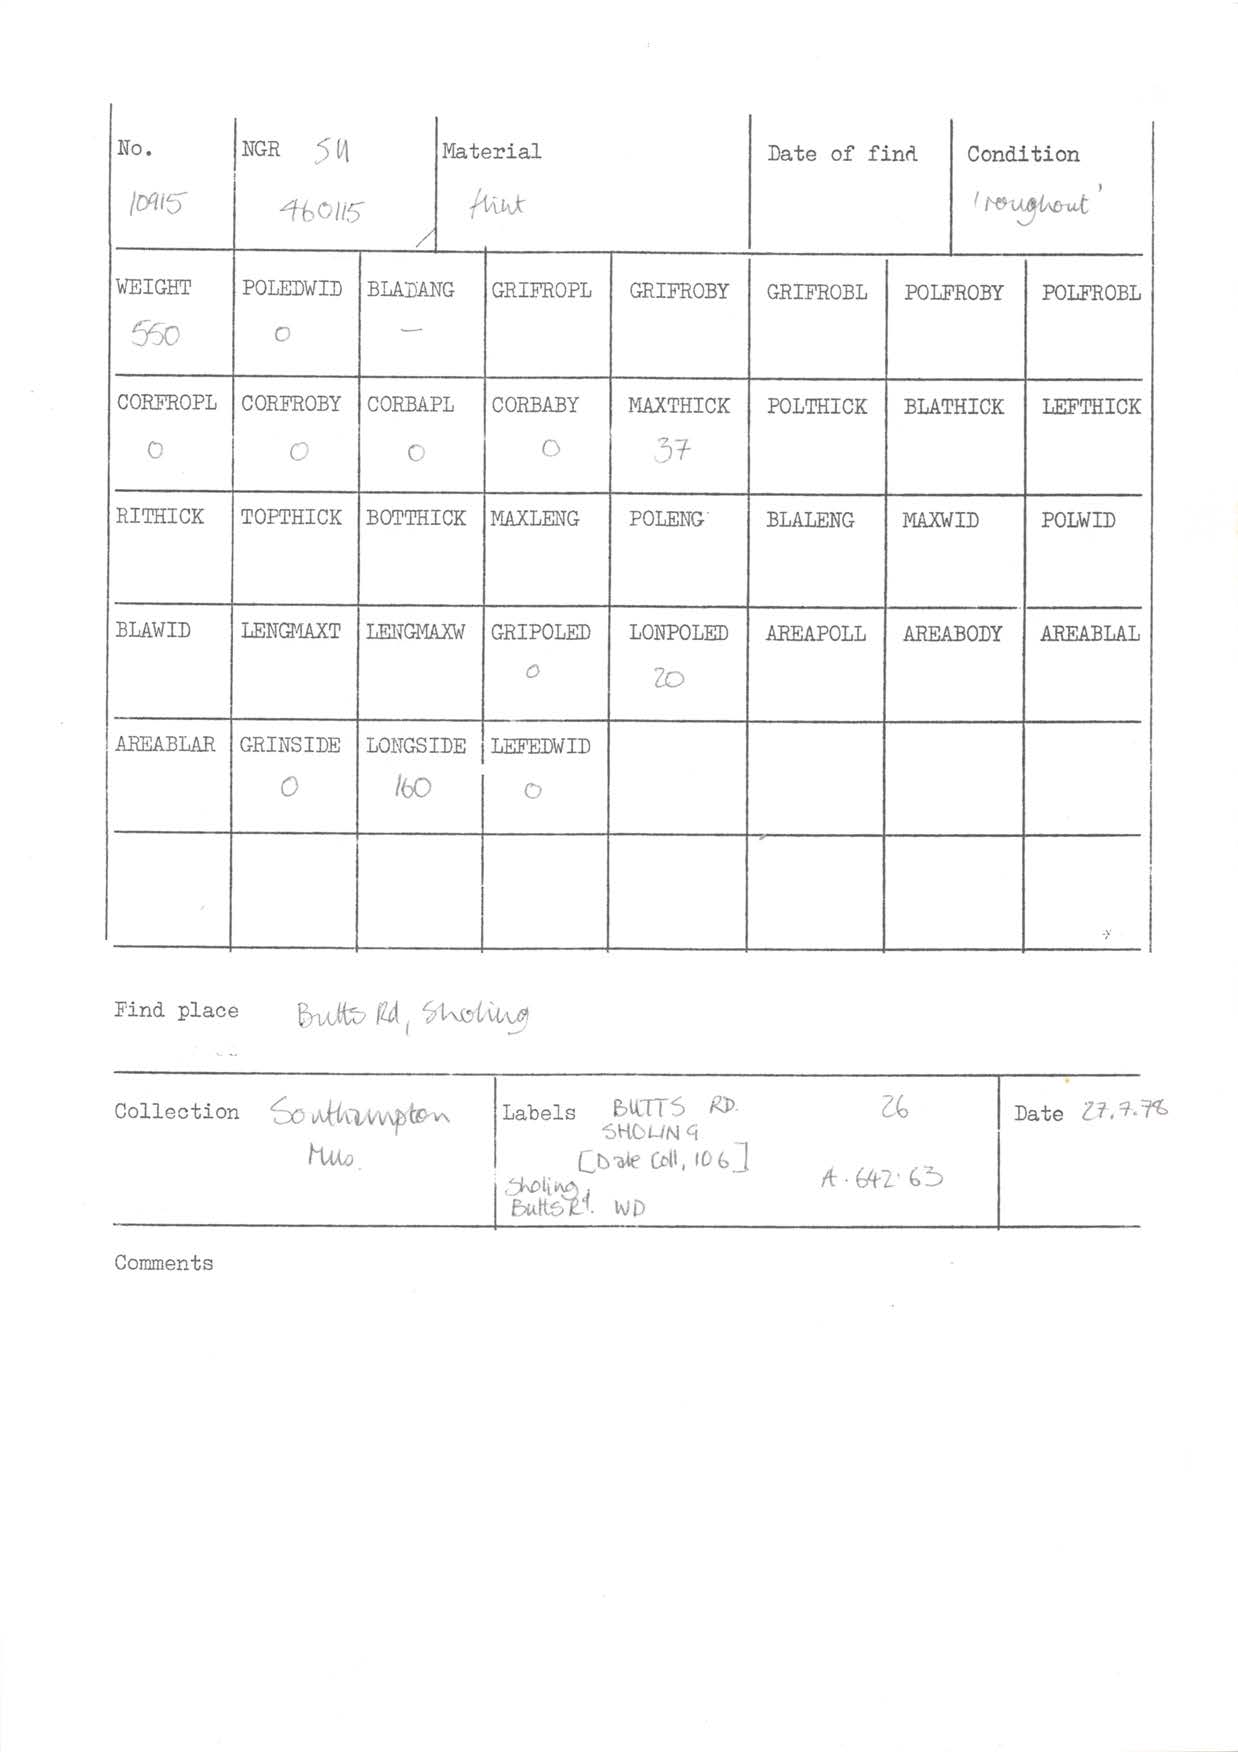 No. NGR SU Material Date of find Condition
10915 460115 flint 'roughout'
WEIGHT POLEDWID BLADANG GRIFROPL GRIFROBY GRIFROBL POLFROBY POLFROBL
550 0 —
CORFROPL CORFROBY CORBAPL CORBABY MAXTHICK POLTHICK BLATHICK LEFTHICK
0 0 0 0 37
RITHICK TOPTHICK BOTTHICK MAXLENG POLENG BLALENG MAXWID POLWID
BLAWID LENGMAXT LENGMAXW GRIPOLED LONPOLED AREAPOLL AREABODY AREABLAL
0 20
AREABLAR GRINSIDE LONGSIDE LEFEDWID
0 160 0
Find place Butts Rd, Sholing
Collection Southampton Labels BUTTS RD. 26 Date 27.7.78
SHOLING
Mus. [Dale Coll, 106]
A.642.63
Sholing,
Butts Rd. WD
Comments